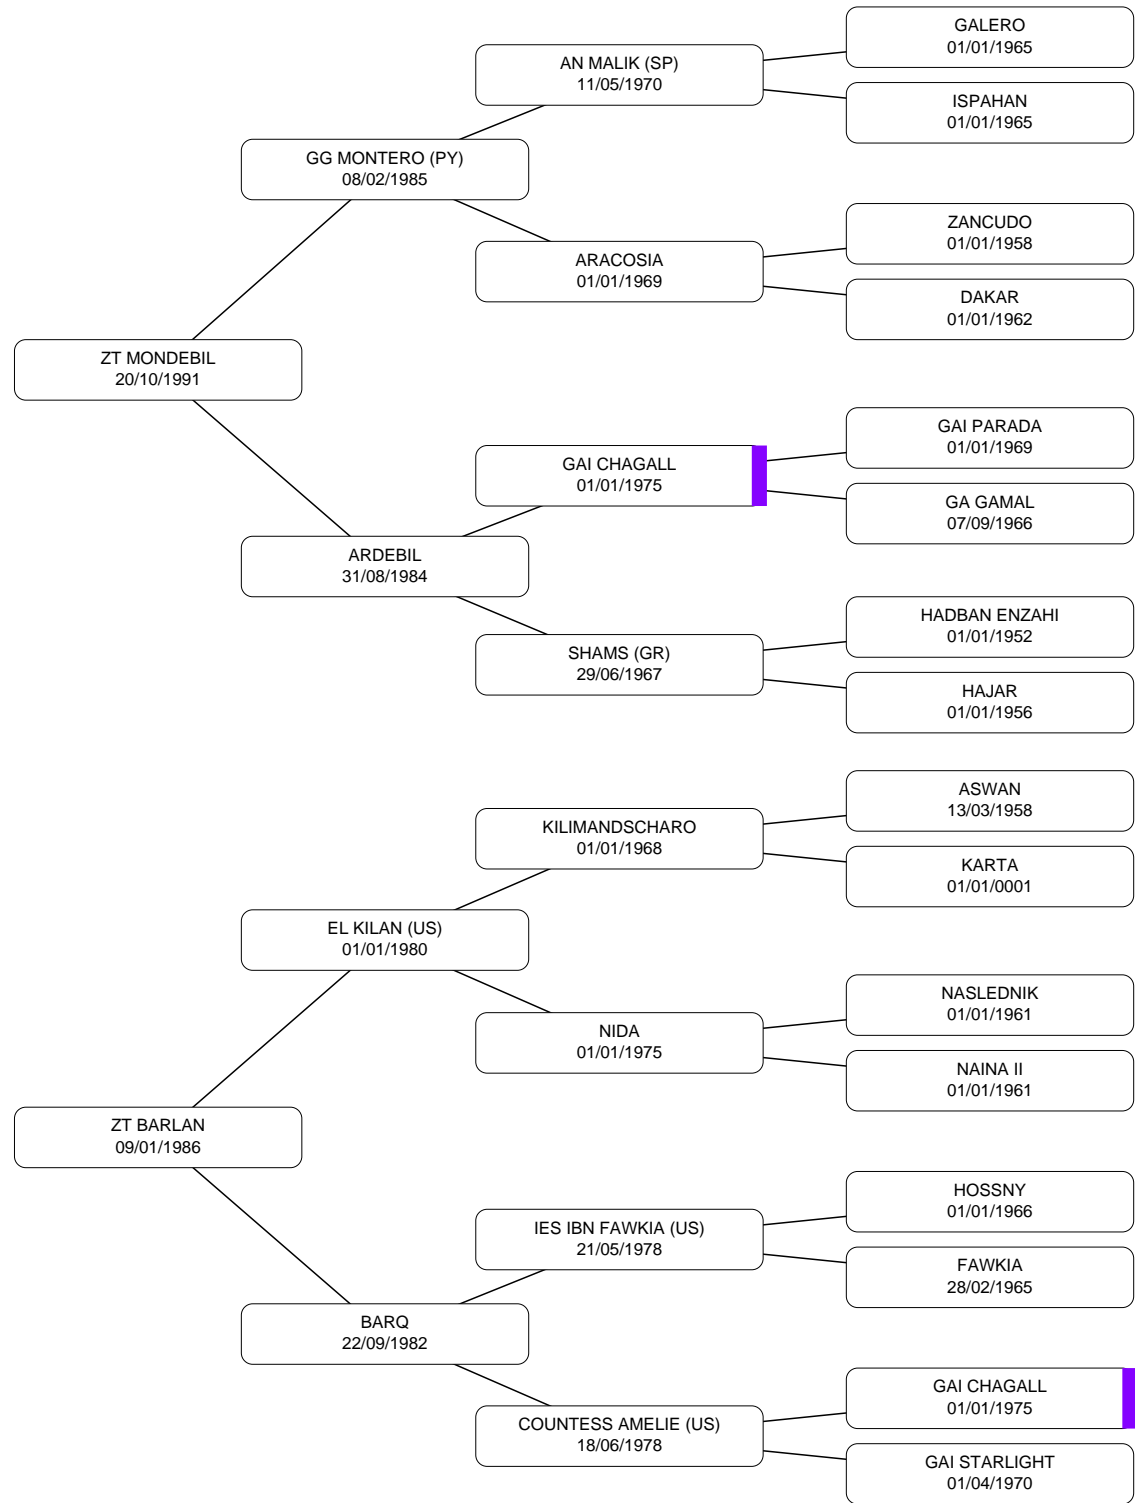 GALERO
01/01/1965
AN MALIK (SP)
11/05/1970
ISPAHAN
01/01/1965
GG MONTERO (PY)
08/02/1985
ZANCUDO
01/01/1958
ARACOSIA
01/01/1969
DAKAR
01/01/1962
ZT MONDEBIL
20/10/1991
GAI PARADA
01/01/1969
GAI CHAGALL
01/01/1975
GA GAMAL
07/09/1966
ARDEBIL
31/08/1984
HADBAN ENZAHI
01/01/1952
SHAMS (GR)
29/06/1967
HAJAR
01/01/1956
ASWAN
13/03/1958
KILIMANDSCHARO
01/01/1968
KARTA
01/01/0001
EL KILAN (US)
01/01/1980
NASLEDNIK
01/01/1961
NIDA
01/01/1975
NAINA II
01/01/1961
ZT BARLAN
09/01/1986
HOSSNY
01/01/1966
IES IBN FAWKIA (US)
21/05/1978
FAWKIA
28/02/1965
BARQ
22/09/1982
GAI CHAGALL
01/01/1975
COUNTESS AMELIE (US)
18/06/1978
GAI STARLIGHT
01/04/1970